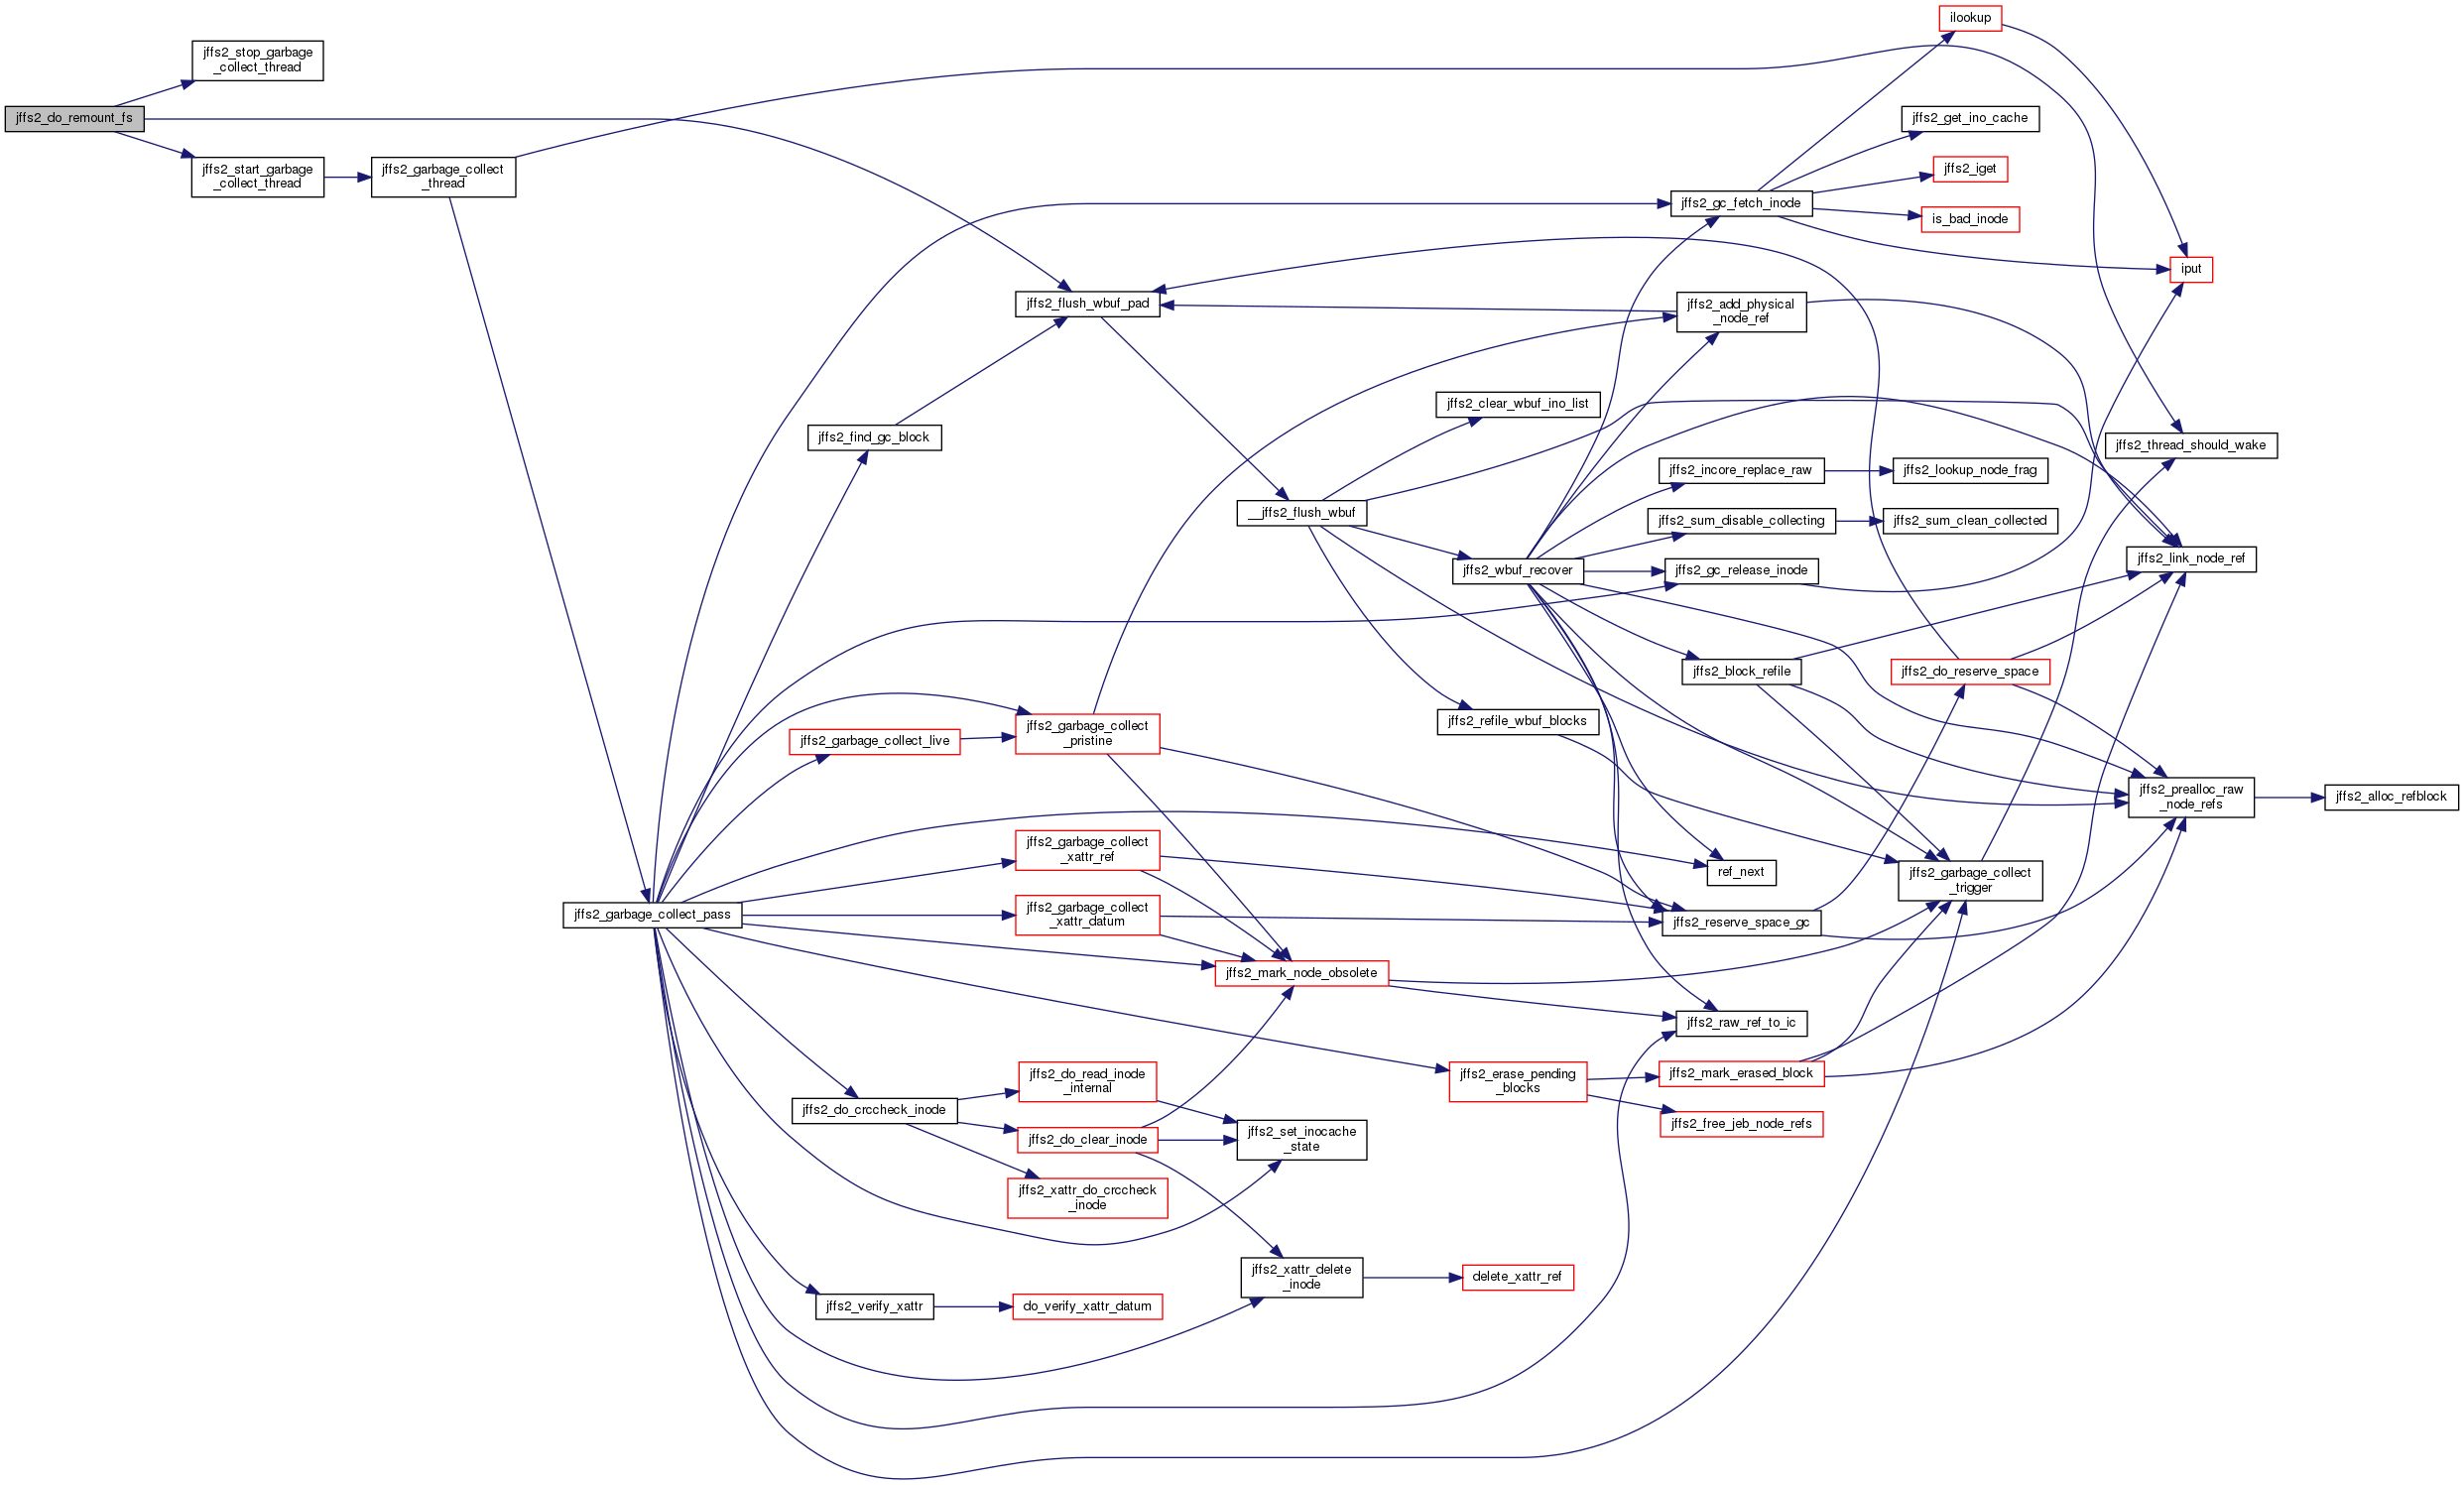 ilookup
jffs2_stop_garbage
_collect_thread
jffs2_do_remount_fs
jffs2_get_ino_cache
jffs2_start_garbage
_collect_thread
jffs2_garbage_collect
_thread
jffs2_iget
jffs2_gc_fetch_inode
is_bad_inode
iput
jffs2_flush_wbuf_pad
jffs2_add_physical
_node_ref
jffs2_clear_wbuf_ino_list
jffs2_find_gc_block
jffs2_thread_should_wake
jffs2_incore_replace_raw
jffs2_lookup_node_frag
__jffs2_flush_wbuf
jffs2_sum_disable_collecting
jffs2_sum_clean_collected
jffs2_wbuf_recover
jffs2_gc_release_inode
jffs2_link_node_ref
jffs2_block_refile
jffs2_do_reserve_space
jffs2_refile_wbuf_blocks
jffs2_garbage_collect_live
jffs2_garbage_collect
_pristine
jffs2_prealloc_raw
_node_refs
jffs2_alloc_refblock
jffs2_garbage_collect
_xattr_ref
ref_next
jffs2_garbage_collect
_trigger
jffs2_garbage_collect_pass
jffs2_garbage_collect
_xattr_datum
jffs2_reserve_space_gc
jffs2_mark_node_obsolete
jffs2_raw_ref_to_ic
jffs2_do_read_inode
_internal
jffs2_erase_pending
_blocks
jffs2_mark_erased_block
jffs2_do_crccheck_inode
jffs2_free_jeb_node_refs
jffs2_do_clear_inode
jffs2_set_inocache
_state
jffs2_xattr_do_crccheck
_inode
jffs2_xattr_delete
_inode
delete_xattr_ref
jffs2_verify_xattr
do_verify_xattr_datum